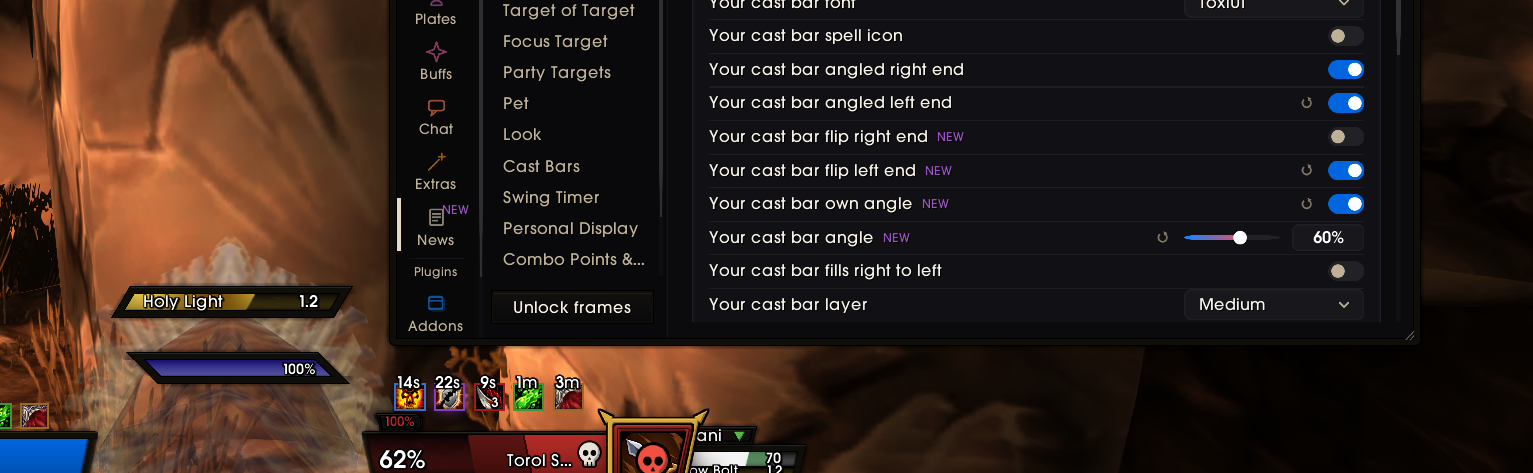 Plates
Buffs
Chat
Extras
NEW
News
Plugins
Addons
Target of Target
Focus Target
Party Targets
Pet
Look
Cast Bars
Swing Timer
Personal Display
Combo Points &...
Unlock frames
Your cast bar font
ToxiUI
Your cast bar spell icon
Your cast bar angled right end
Your cast bar angled left end
Your cast bar flip right end NEW
Your cast bar flip left end NEW
Your cast bar own angle NEW
Your cast bar angle NEW 60%
Your cast bar fills right to left
Your cast bar layer Medium
Holy Light 1.2
100%
14s 22s 9s 1m 3m
3
100%
62% Torol S...
ani
70
ow Bolt 1.2